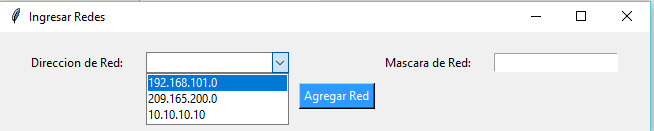 Ingresar Redes
Direccion de Red:
Mascara de Red:
192.168.101.0
209.165.200.0
10.10.10.10
Agregar Red